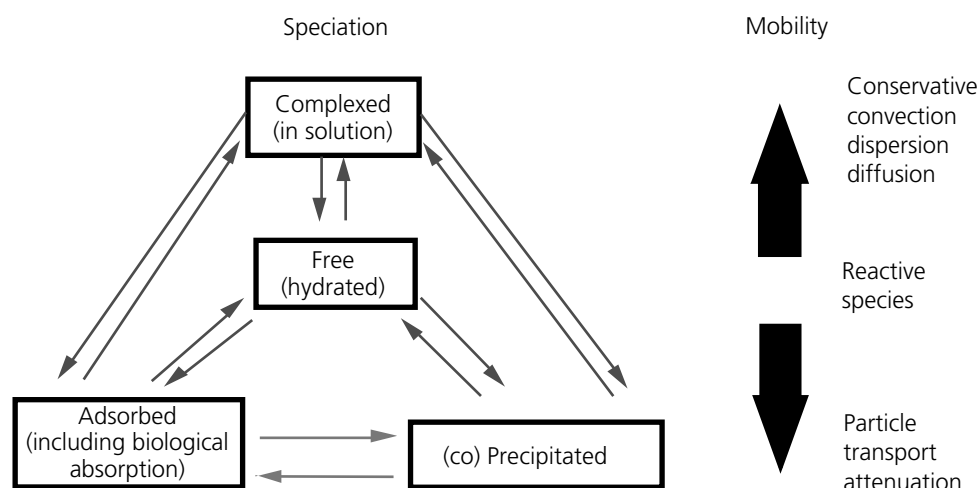 Speciation
Mobility
Complexed
(in solution)
Conservative
convection
dispersion
diffusion
Free
(hydrated)
Reactive
species
Adsorbed
(including biological
absorption)
(co) Precipitated
Particle
transport
attenuation